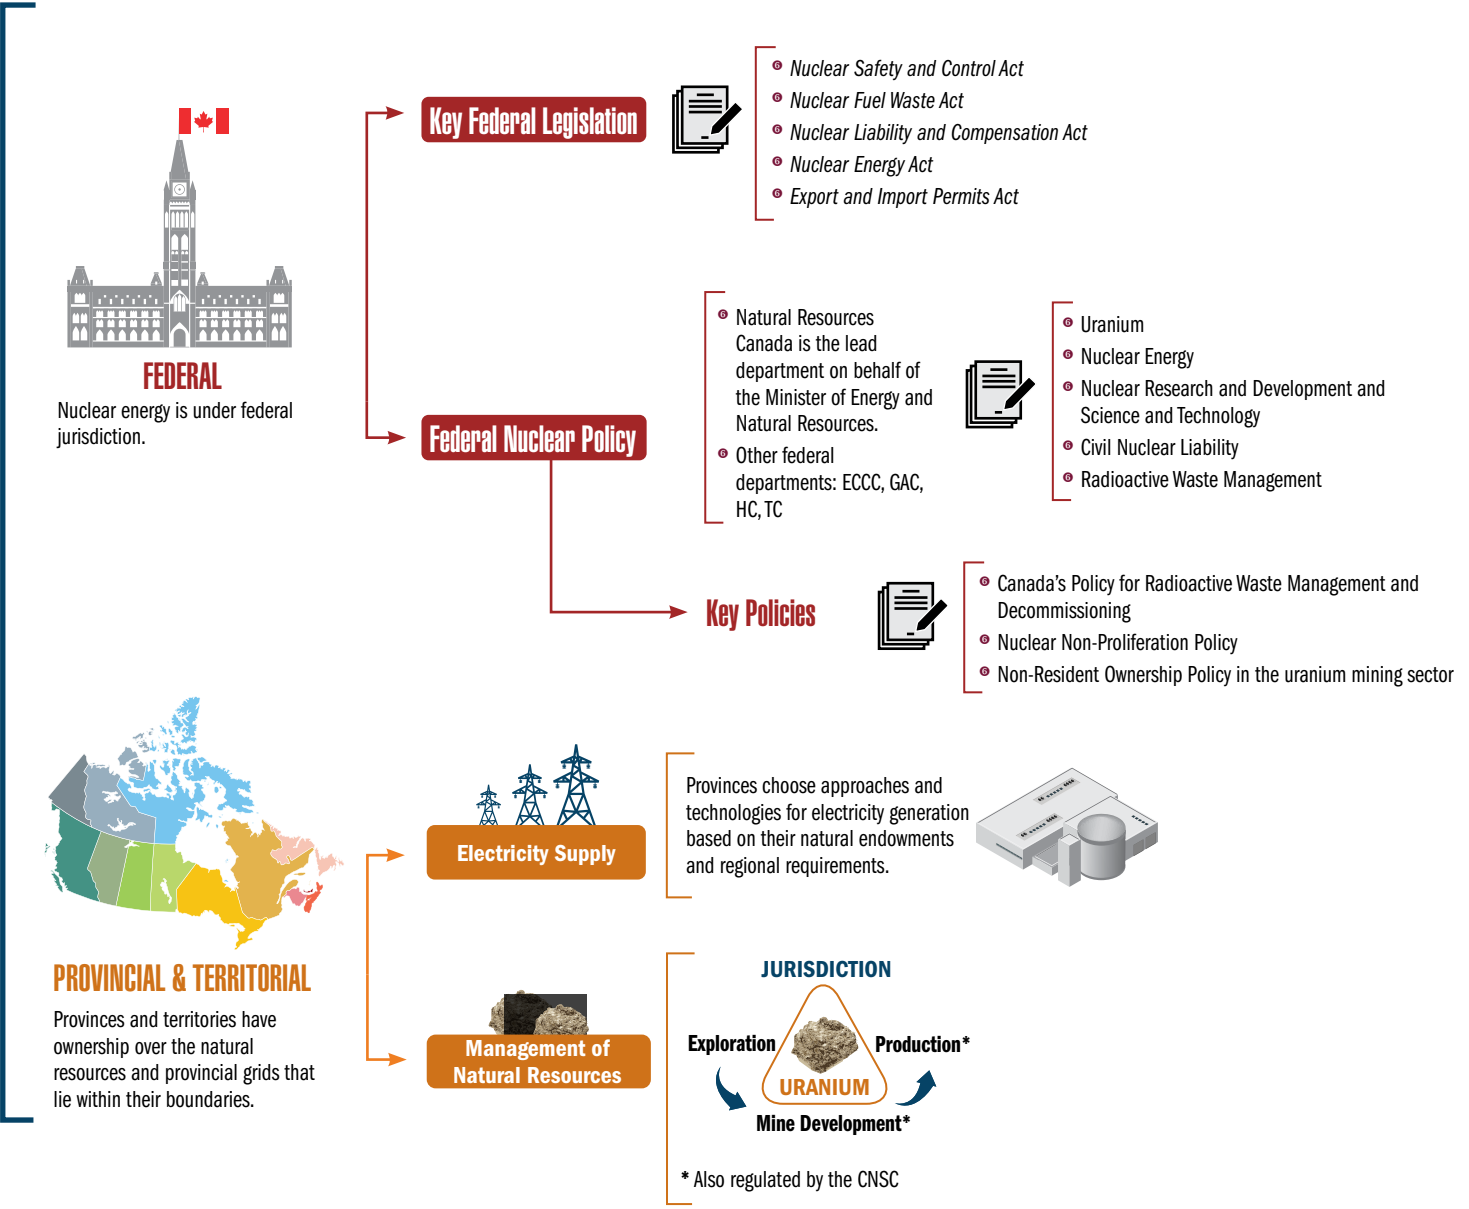 FEDERAL
Nuclear energy is under federal
jurisdiction.
Key Federal Legislation
Nuclear Safety and Control Act
Nuclear Fuel Waste Act
Nuclear Liability and Compensation Act
Nuclear Energy Act
Export and Import Permits Act
Federal Nuclear Policy
Natural Resources
Canada is the lead
department on behalf of
the Minister of Energy and
Natural Resources.
Other federal
departments: ECCC, GAC,
HC, TC
Uranium
Nuclear Energy
Nuclear Research and Development and
Science and Technology
Civil Nuclear Liability
Radioactive Waste Management
Key Policies
Canada’s Policy for Radioactive Waste Management and
Decommissioning
Nuclear Non-Proliferation Policy
Non-Resident Ownership Policy in the uranium mining sector
PROVINCIAL & TERRITORIAL
Provinces and territories have
ownership over the natural
resources and provincial grids that
lie within their boundaries.
Electricity Supply
Provinces choose approaches and
technologies for electricity generation
based on their natural endowments
and regional requirements.
Management of
Natural Resources
JURISDICTION
Exploration
Production*
URANIUM
Mine Development*
* Also regulated by the CNSC